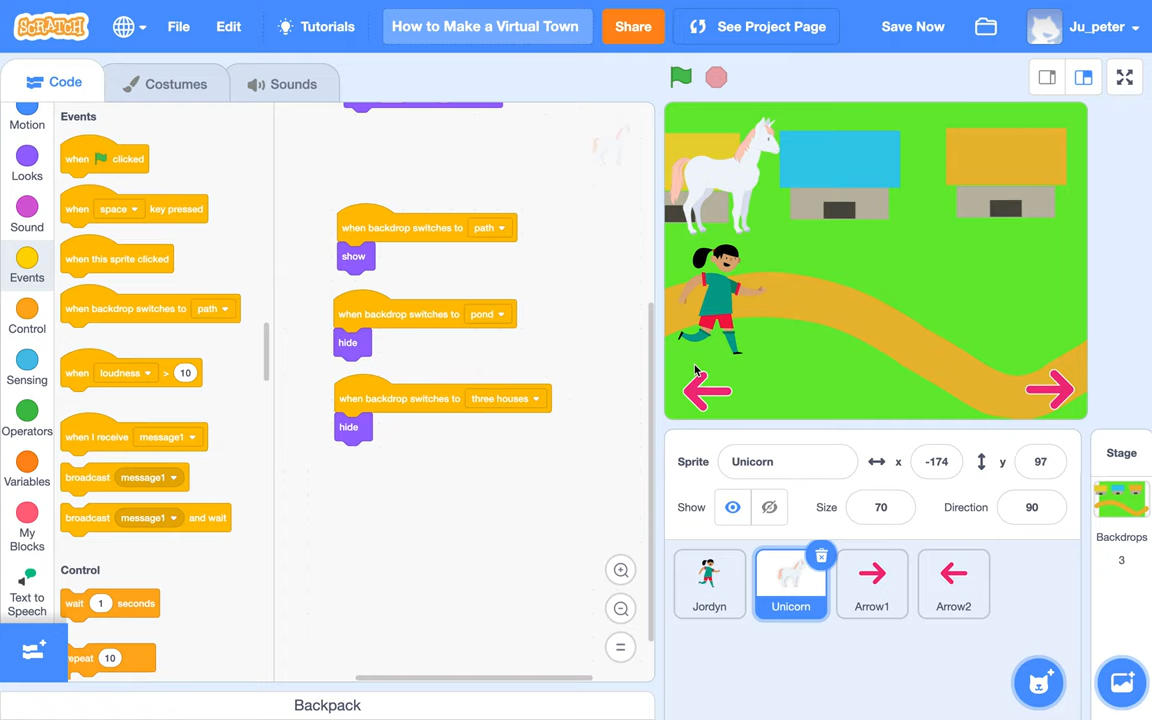 SCRATCH
File
Edit
Tutorials
How to Make a Virtual Town
Share
See Project Page
Save Now
Ju_peter
Code
Costumes
Sounds
Motion
Looks
Sound
Events
Control
Sensing
Operators
Variables
My
Blocks
Text to
Speech
Events
when clicked
when space key pressed
when this sprite clicked
when backdrop switches to path
when loudness > 10
when I receive message1
broadcast message1
broadcast message1 and wait
Control
wait 1 seconds
repeat 10
when backdrop switches to path
show
when backdrop switches to pond
hide
when backdrop switches to three houses
hide
Backpack
Sprite Unicorn x -174 y 97
Show Size 70 Direction 90
Jordyn
Unicorn
Arrow1
Arrow2
Stage
Backdrops
3